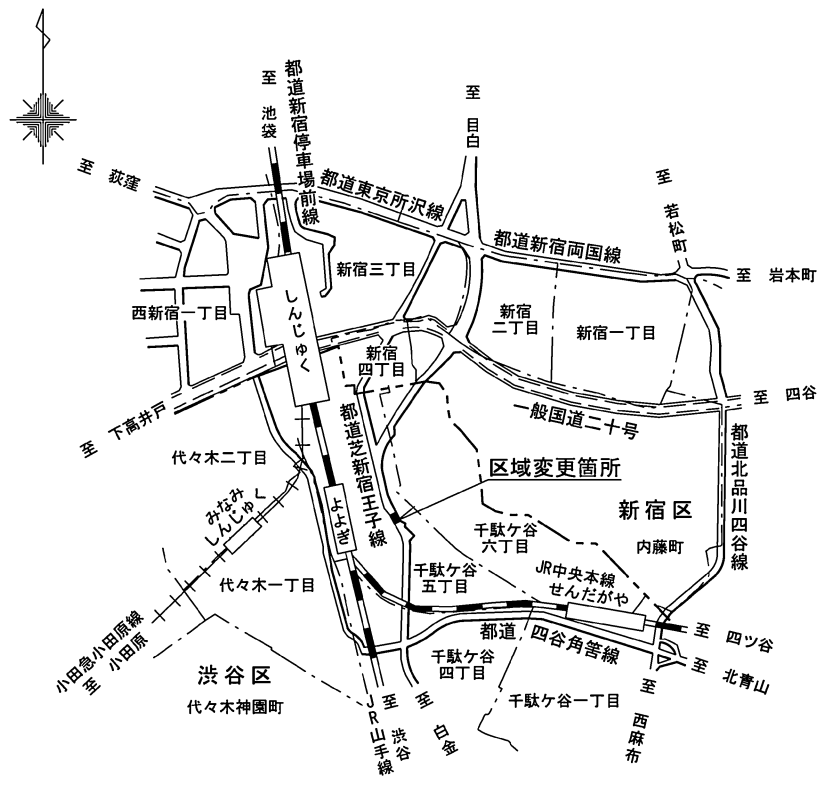 至 池袋
都道新宿停車場前線
至 目白
至 荻窪
都道東京所沢線
至 若松町
都道新宿両国線
至 岩本町
新宿三丁目
西新宿一丁目
しんじゅく
新宿
二丁目
新宿一丁目
新宿
四丁目
至 四谷
至 下高井戸
一般国道二十号
都道芝新宿王子線
都道北品川四谷線
代々木二丁目
区域変更箇所
みなみ
しんじゅく
よよぎ
新宿区
千駄ケ谷
六丁目
内藤町
代々木一丁目
千駄ケ谷
五丁目
JR中央本線
せんだがや
小田急小田原線
至 小田原
都道 四谷角筈線
至 四ツ谷
千駄ケ谷
四丁目
至 北青山
渋谷区
代々木神園町
千駄ケ谷一丁目
JR山手線
至 渋谷
至 白金
至 西麻布